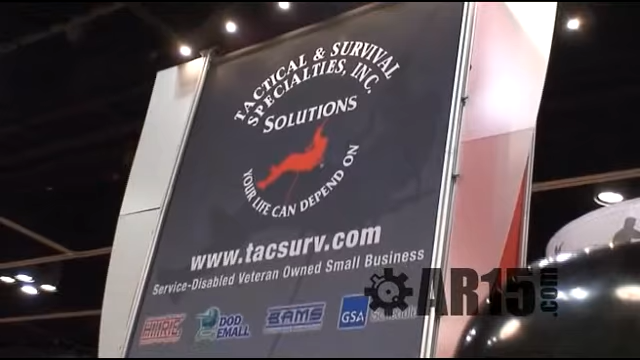 TACTICAL & SURVIVAL
SPECIALTIES, INC.
SOLUTIONS
YOUR LIFE CAN DEPEND ON
www.tacsurv.com
Service-Disabled Veteran Owned Small Business
DOD
EMALL
BAMS
GSA
AR15.com